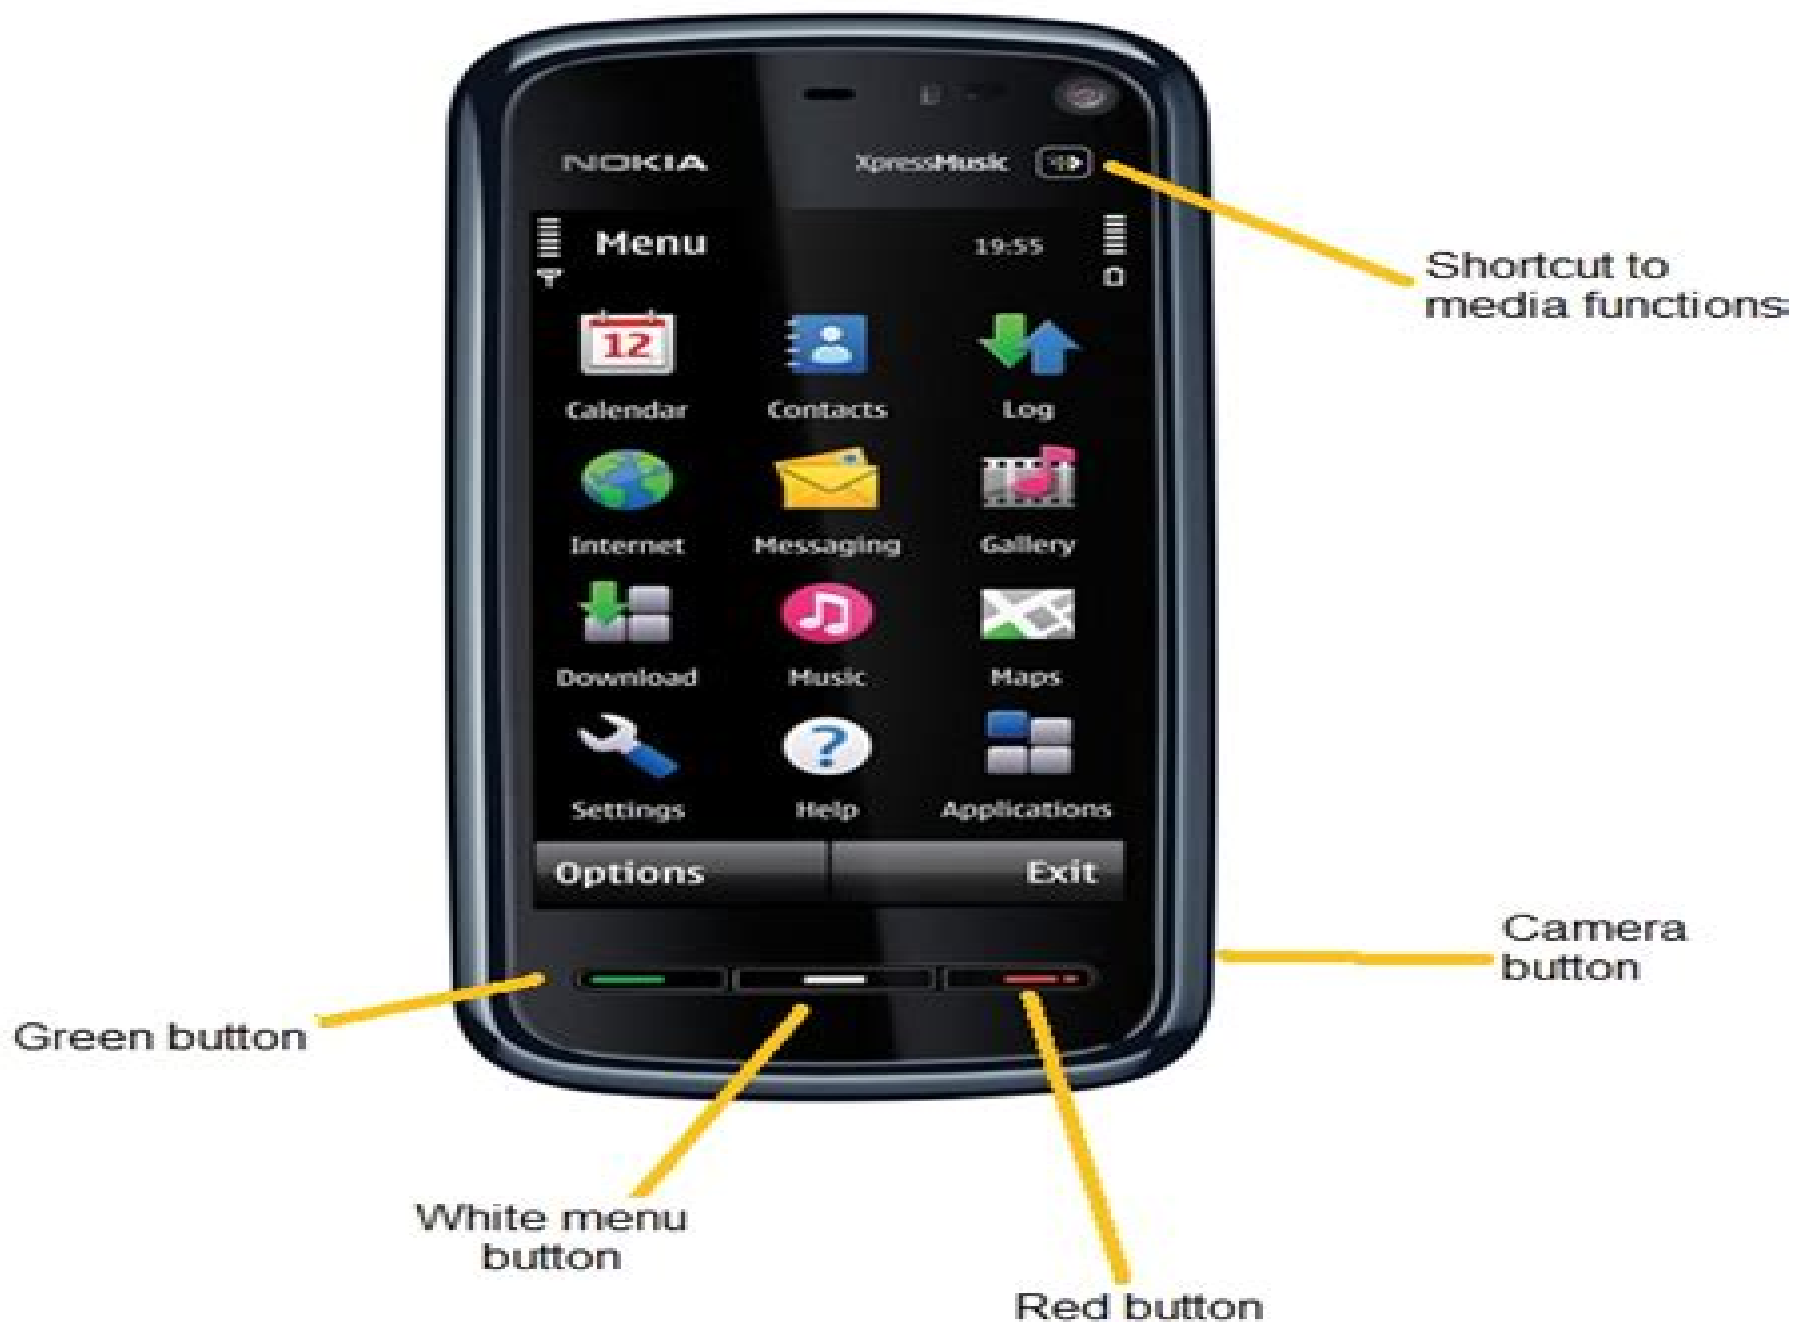 NOKIA XpressMusic
Shortcut to
media functions
Menu 19:55
12
Calendar Contacts Log
Internet Messaging Gallery
Download Music Maps
?
Settings Help Applications
Options Exit
Camera
button
Green button
White menu
button
Red button